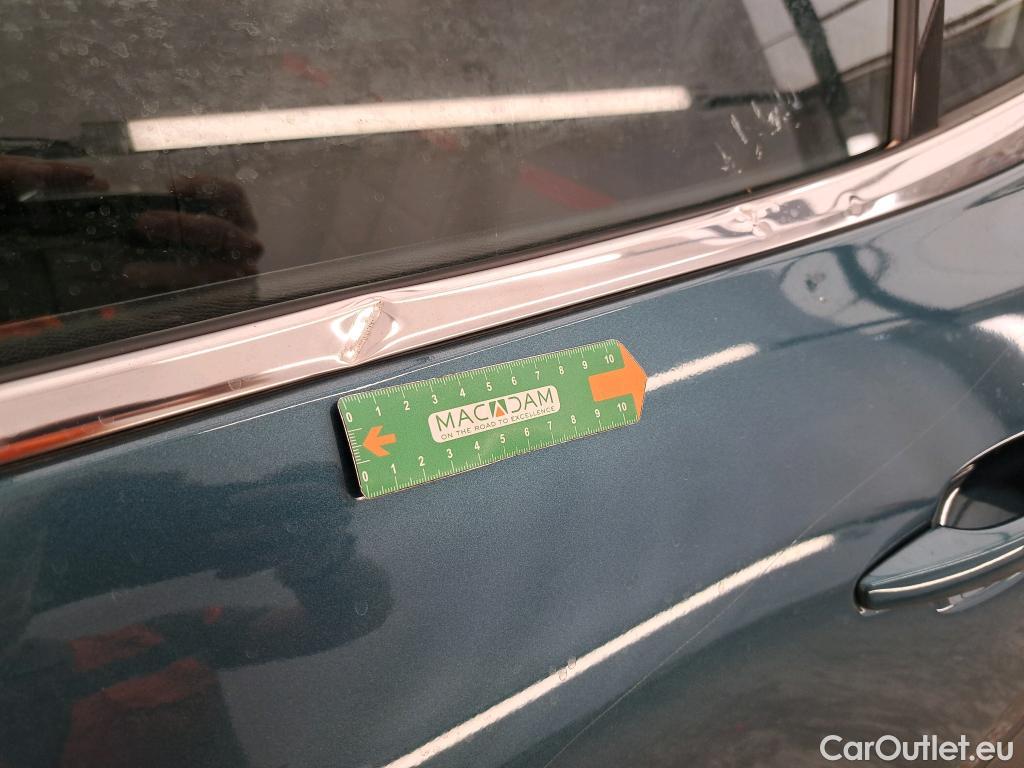 0 1 2 3 4 5 6 7 8 9 10
MACADAM
ON THE ROAD TO EXCELLENCE
0 1 2 3 4 5 6 7 8 9 10
CarOutlet.eu